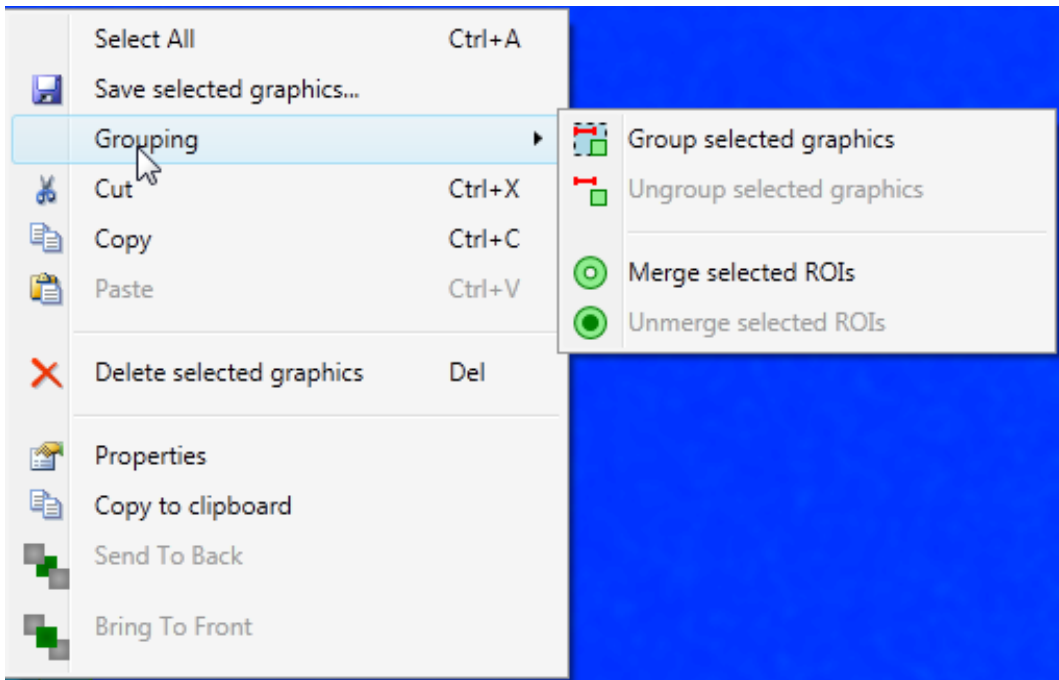 Select All Ctrl+A
Save selected graphics...
Grouping
Cut Ctrl+X
Copy Ctrl+C
Paste Ctrl+V
Delete selected graphics Del
Properties
Copy to clipboard
Send To Back
Bring To Front
Group selected graphics
Ungroup selected graphics
Merge selected ROIs
Unmerge selected ROIs